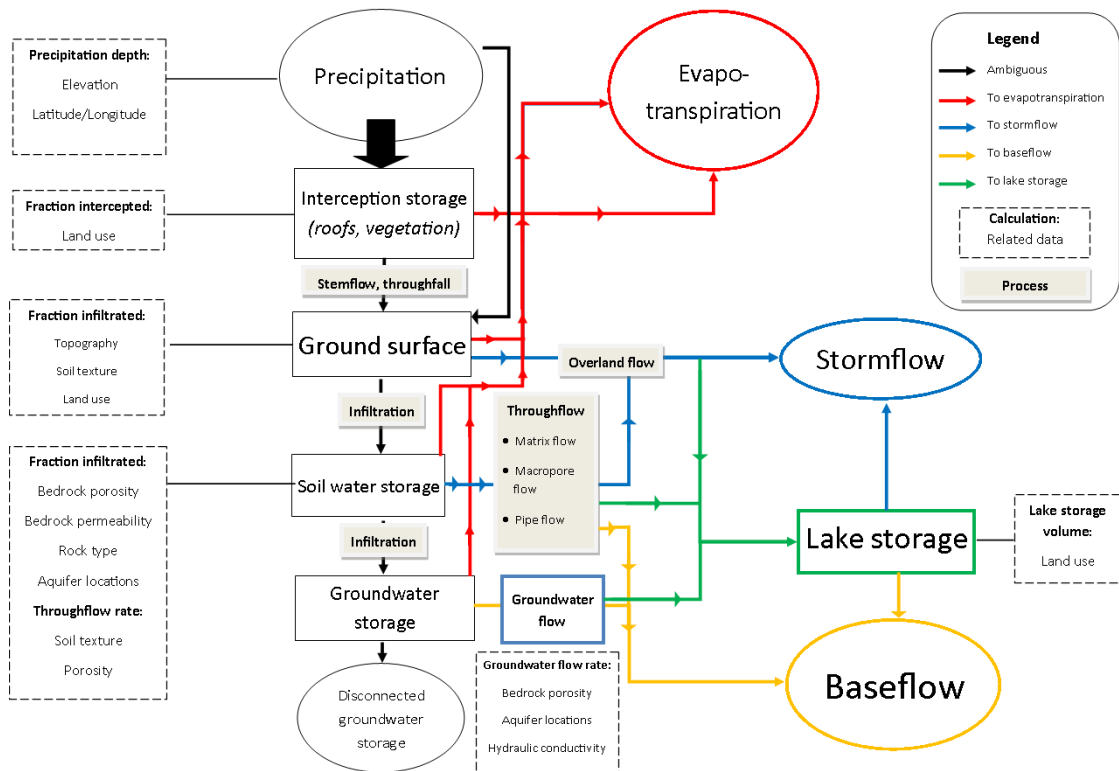 Precipitation depth:
Elevation
Latitude/Longitude
Precipitation
Evapo-
transpiration
Legend
Ambiguous
To evapotranspiration
To stormflow
To baseflow
To lake storage
Calculation:
Related data
Process
Fraction intercepted:
Land use
Interception storage
(roofs, vegetation)
Stemflow, throughfall
Fraction infiltrated:
Topography
Soil texture
Land use
Ground surface
Overland flow
Stormflow
Infiltration
Throughflow
• Matrix flow
• Macropore
flow
• Pipe flow
Fraction infiltrated:
Bedrock porosity
Bedrock permeability
Rock type
Aquifer locations
Throughflow rate:
Soil texture
Porosity
Soil water storage
Infiltration
Lake storage
Lake storage
volume:
Land use
Groundwater
storage
Groundwater
flow
Groundwater flow rate:
Bedrock porosity
Aquifer locations
Hydraulic conductivity
Baseflow
Disconnected
groundwater
storage